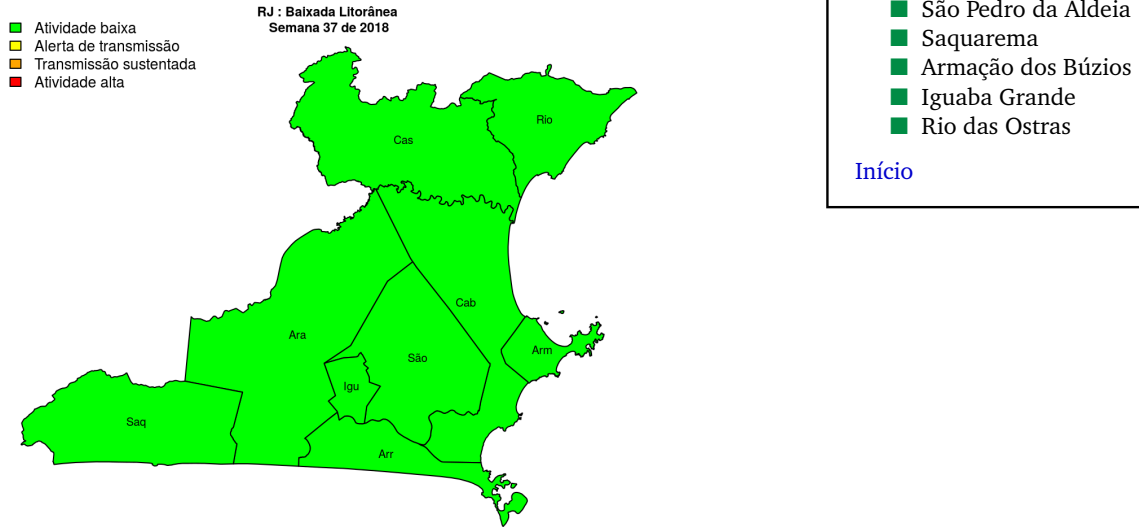 RJ : Baixada Litorânea
Semana 37 de 2018
Atividade baixa
Alerta de transmissão
Transmissão sustentada
Atividade alta
Cas
Rio
Cab
Ara
Arm
São
Igu
Saq
Arr
São Pedro da Aldeia
Saquarema
Armação dos Búzios
Iguaba Grande
Rio das Ostras
Início